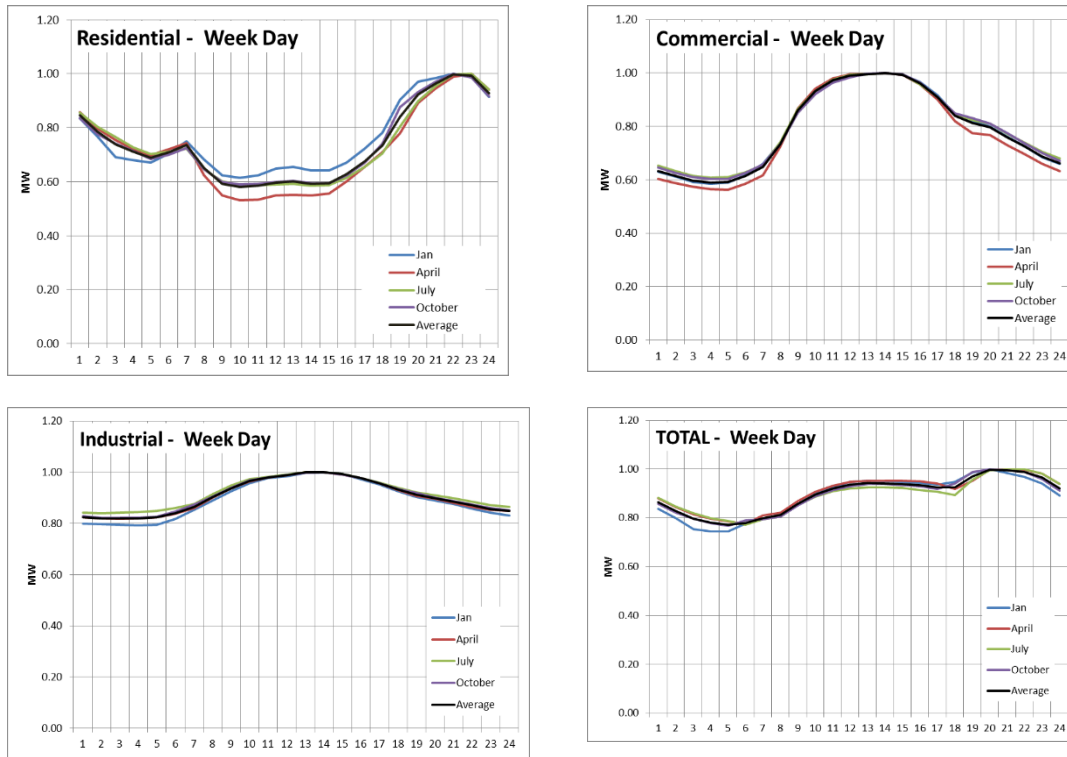 Residential - Week Day
1.20
1.00
0.80
0.60
0.40
0.20
0.00
MW
Jan
April
July
October
Average
1 2 3 4 5 6 7 8 9 10 11 12 13 14 15 16 17 18 19 20 21 22 23 24
Commercial - Week Day
1.20
1.00
0.80
0.60
0.40
0.20
0.00
MW
Jan
April
July
October
Average
1 2 3 4 5 6 7 8 9 10 11 12 13 14 15 16 17 18 19 20 21 22 23 24
Industrial - Week Day
1.20
1.00
0.80
0.60
0.40
0.20
0.00
MW
Jan
April
July
October
Average
1 2 3 4 5 6 7 8 9 10 11 12 13 14 15 16 17 18 19 20 21 22 23 24
TOTAL - Week Day
1.20
1.00
0.80
0.60
0.40
0.20
0.00
MW
Jan
April
July
October
Average
1 2 3 4 5 6 7 8 9 10 11 12 13 14 15 16 17 18 19 20 21 22 23 24